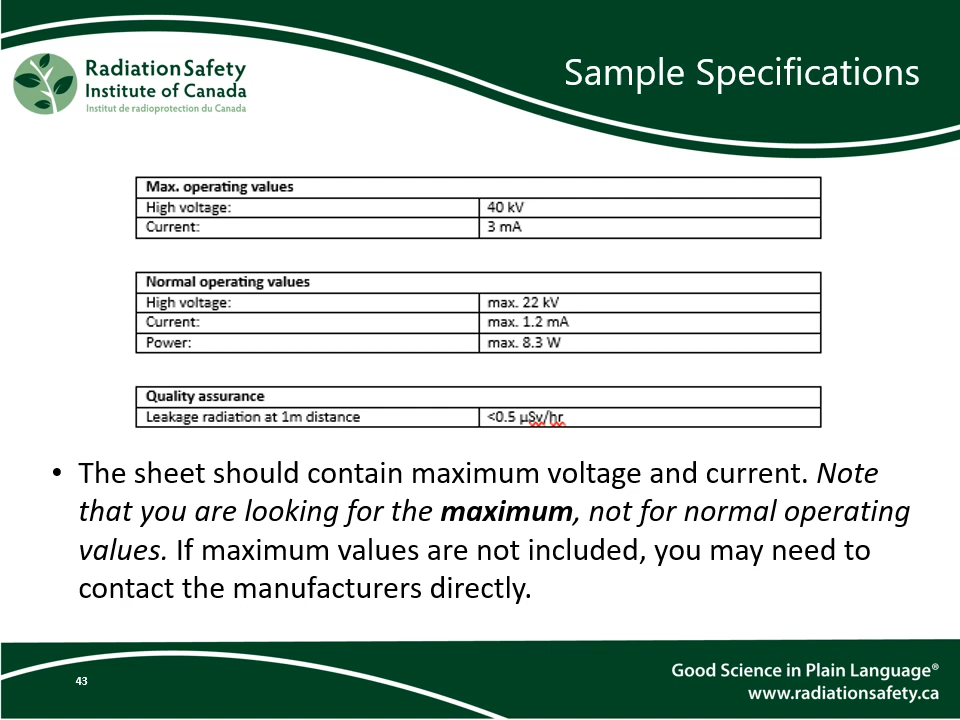 Radiation Safety
Institute of Canada
Institut de radioprotection du Canada
Sample Specifications
Max. operating values
High voltage: 40 kV
Current: 3 mA
Normal operating values
High voltage: max. 22 kV
Current: max. 1.2 mA
Power: max. 8.3 W
Quality assurance
Leakage radiation at 1m distance <0.5 µSv/hr
• The sheet should contain maximum voltage and current. Note
that you are looking for the maximum, not for normal operating
values. If maximum values are not included, you may need to
contact the manufacturers directly.
43
Good Science in Plain Language®
www.radiationsafety.ca